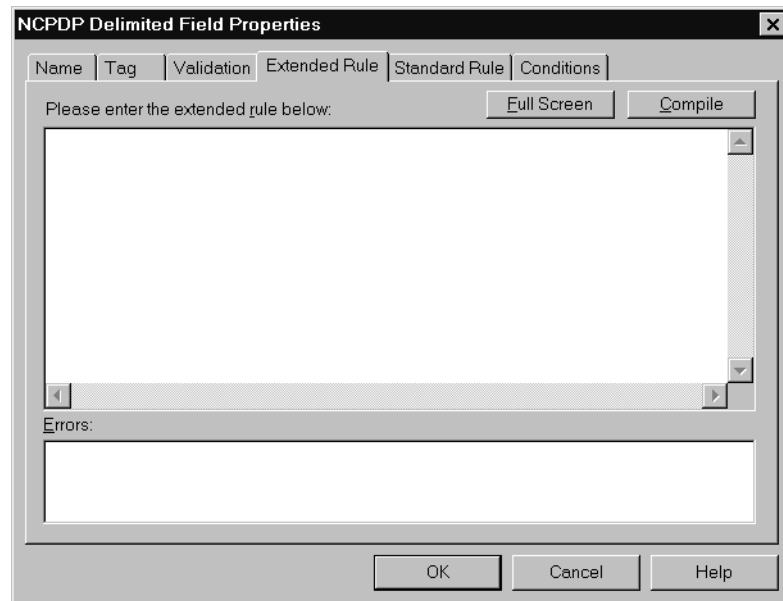 NCPDP Delimited Field Properties
Name Tag Validation Extended Rule Standard Rule Conditions
Please enter the extended rule below: Full Screen Compile
Errors:
OK Cancel Help